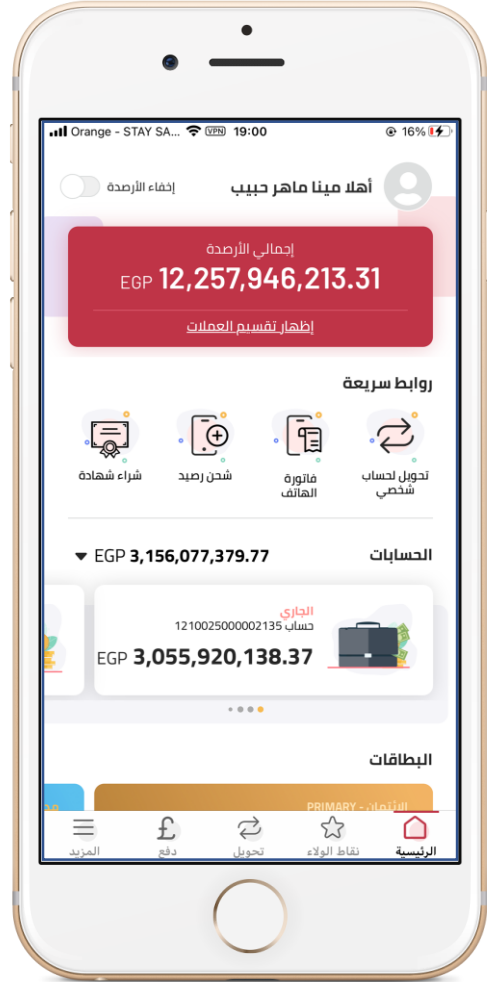 Orange - STAY SA... VPN 19:00 16%
أهلا مينا ماهر حبيب
إخفاء الأرصدة
إجمالي الأرصدة
EGP 12,257,946,213.31
إظهار تقسيم العملات
روابط سريعة
تحويل لحساب شخصي
فاتورة الهاتف
شحن رصيد
شراء شهادة
الحسابات
EGP 3,156,077,379.77
الجاري
حساب 1210025000002135
EGP 3,055,920,138.37
البطاقات
الائتمان - PRIMARY
الرئيسية
نقاط الولاء
تحويل
دفع
المزيد